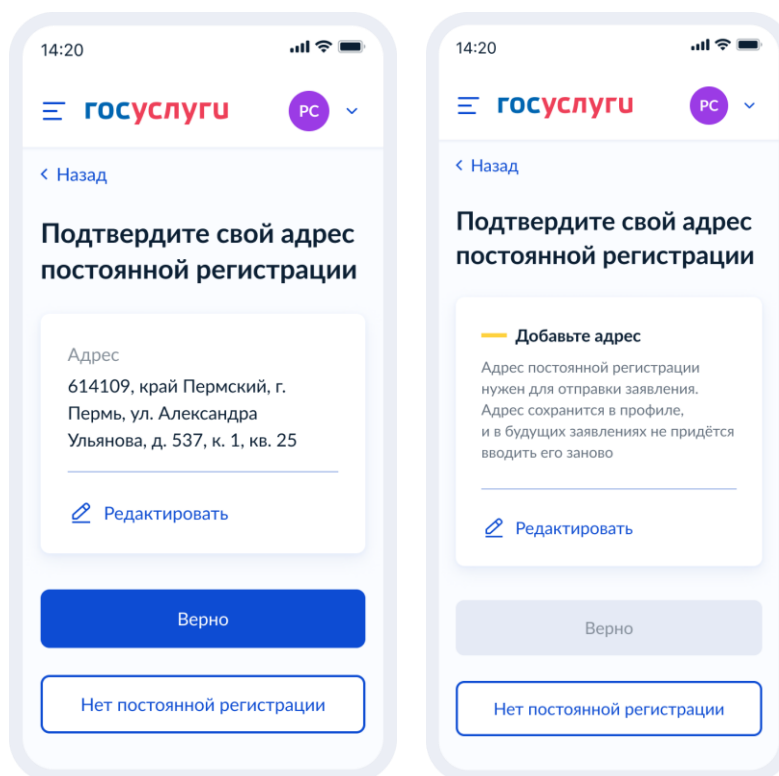 14:20
госуслуги
РС
Назад
Подтвердите свой адрес
постоянной регистрации
Адрес
614109, край Пермский, г.
Пермь, ул. Александра
Ульянова, д. 537, к. 1, кв. 25
Редактировать
Верно
Нет постоянной регистрации
14:20
госуслуги
РС
Назад
Подтвердите свой адрес
постоянной регистрации
Добавьте адрес
Адрес постоянной регистрации
нужен для отправки заявления.
Адрес сохранится в профиле,
и в будущих заявлениях не придётся
вводить его заново
Редактировать
Верно
Нет постоянной регистрации